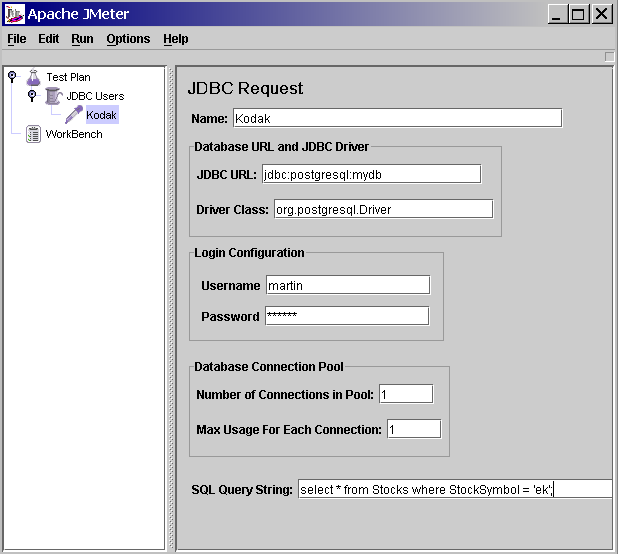 Apache JMeter
File Edit Run Options Help
Test Plan
JDBC Users
Kodak
WorkBench
JDBC Request
Name: Kodak
Database URL and JDBC Driver
JDBC URL: jdbc:postgresql:mydb
Driver Class: org.postgresql.Driver
Login Configuration
Username martin
Password ******
Database Connection Pool
Number of Connections in Pool: 1
Max Usage For Each Connection: 1
SQL Query String: select * from Stocks where StockSymbol = 'ek';